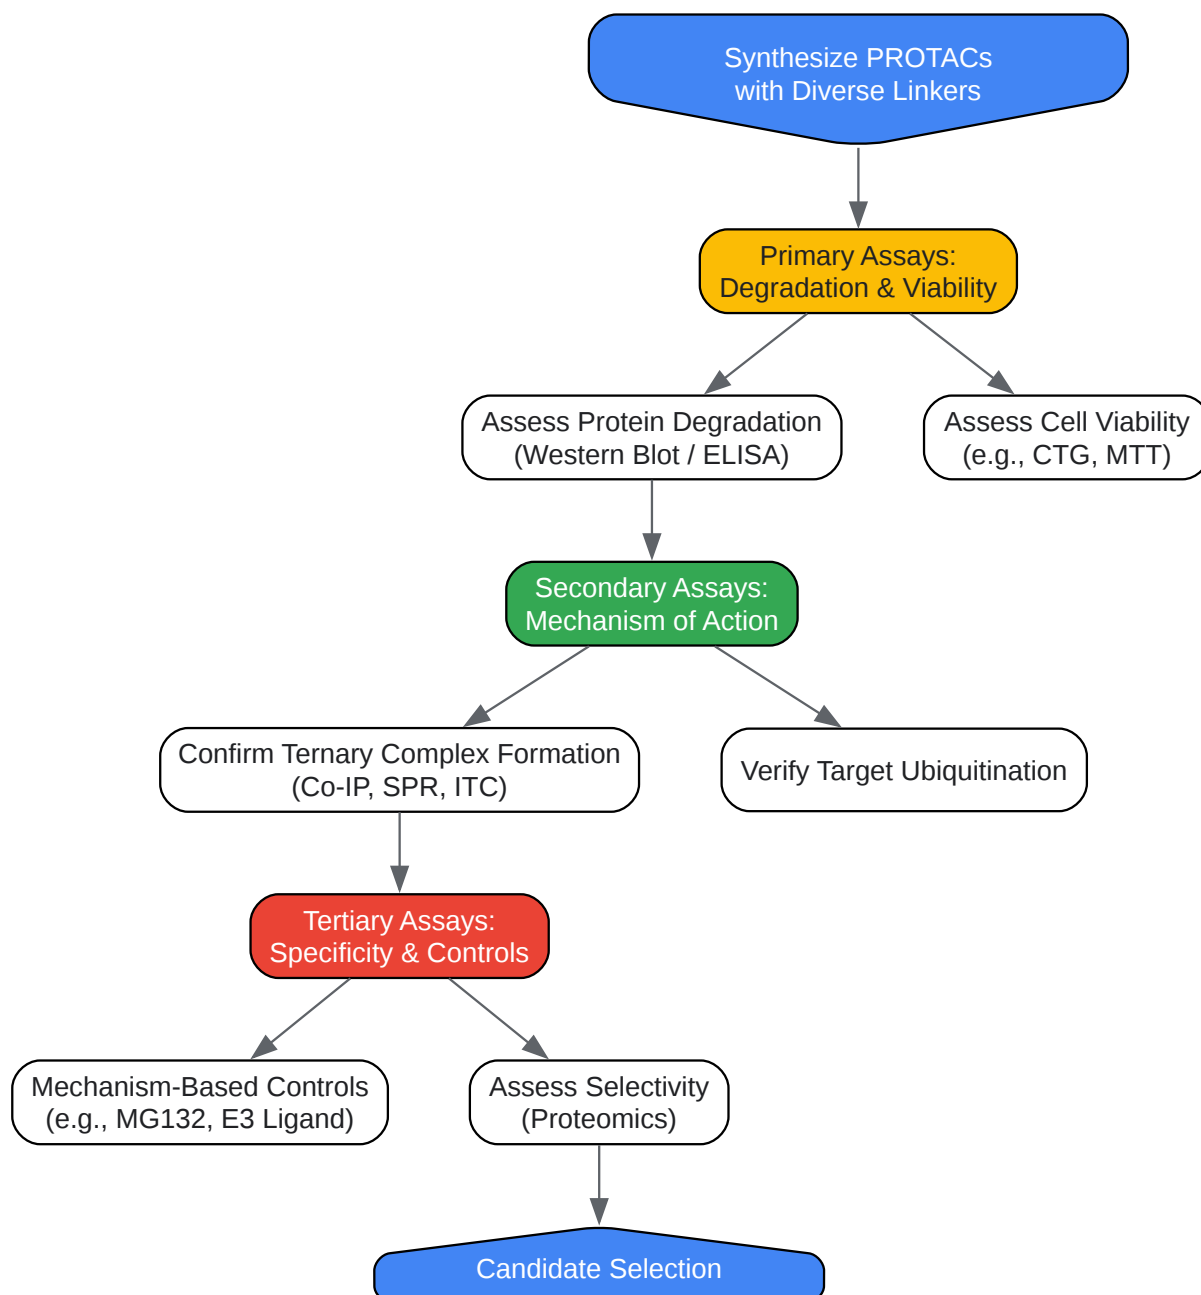 Synthesize PROTACs
with Diverse Linkers
Primary Assays:
Degradation & Viability
Assess Protein Degradation
(Western Blot / ELISA)
Assess Cell Viability
(e.g., CTG, MTT)
Secondary Assays:
Mechanism of Action
Confirm Ternary Complex Formation
(Co-IP, SPR, ITC)
Verify Target Ubiquitination
Tertiary Assays:
Specificity & Controls
Mechanism-Based Controls
(e.g., MG132, E3 Ligand)
Assess Selectivity
(Proteomics)
Candidate Selection